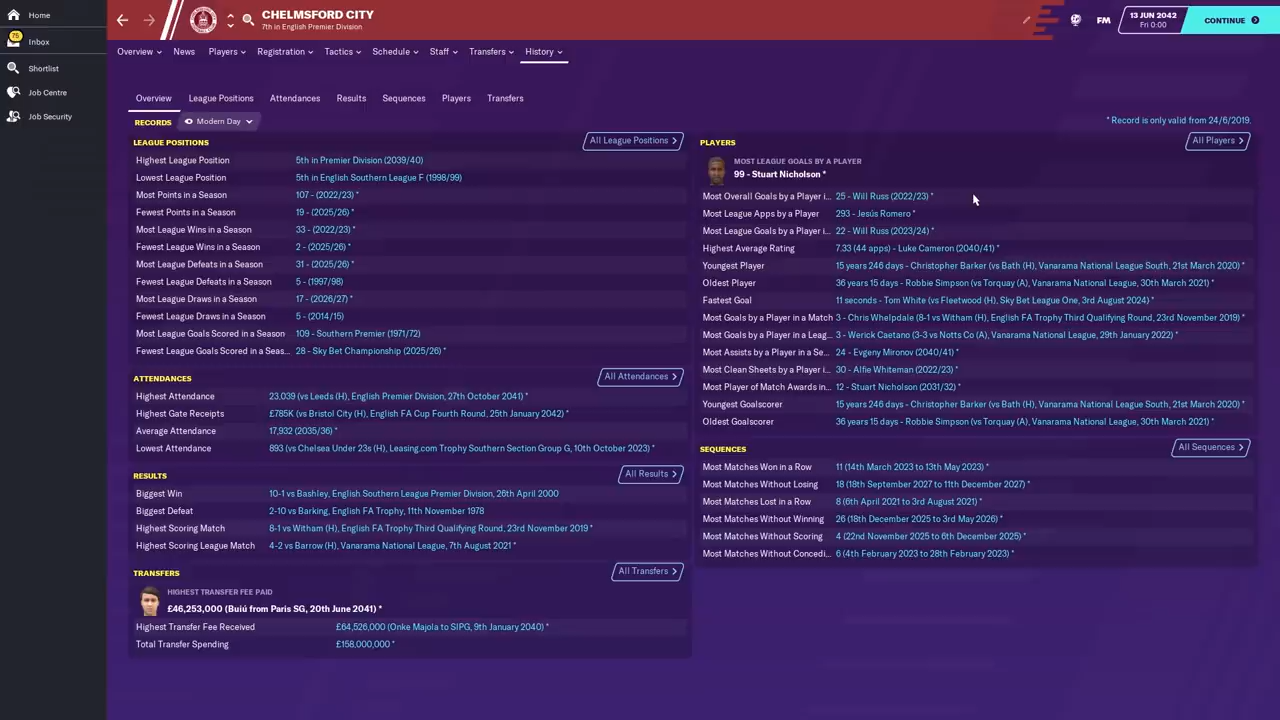 Home
75
Inbox
Shortlist
Job Centre
Job Security
CHELMSFORD CITY
7th in English Premier Division
FM
13 JUN 2042
Fri 0:00
CONTINUE
Overview
News
Players
Registration
Tactics
Schedule
Staff
Transfers
History
Overview
League Positions
Attendances
Results
Sequences
Players
Transfers
RECORDS
Modern Day
* Record is only valid from 24/6/2019.
LEAGUE POSITIONS
All League Positions
Highest League Position 5th in Premier Division (2039/40)
Lowest League Position 5th in English Southern League F (1998/99)
Most Points in a Season 107 - (2022/23) *
Fewest Points in a Season 19 - (2025/26) *
Most League Wins in a Season 33 - (2022/23) *
Fewest League Wins in a Season 2 - (2025/26) *
Most League Defeats in a Season 31 - (2025/26) *
Fewest League Defeats in a Season 5 - (1997/98)
Most League Draws in a Season 17 - (2026/27) *
Fewest League Draws in a Season 5 - (2014/15)
Most League Goals Scored in a Season 109 - Southern Premier (1971/72)
Fewest League Goals Scored in a Seas... 28 - Sky Bet Championship (2025/26) *
ATTENDANCES
All Attendances
Highest Attendance 23,039 (vs Leeds (H), English Premier Division, 27th October 2041) *
Highest Gate Receipts £785K (vs Bristol City (H), English FA Cup Fourth Round, 25th January 2042) *
Average Attendance 17,932 (2035/36) *
Lowest Attendance 893 (vs Chelsea Under 23s (H), Leasing.com Trophy Southern Section Group G, 10th October 2023) *
RESULTS
All Results
Biggest Win 10-1 vs Bashley, English Southern League Premier Division, 26th April 2000
Biggest Defeat 2-10 vs Barking, English FA Trophy, 11th November 1978
Highest Scoring Match 8-1 vs Witham (H), English FA Trophy Third Qualifying Round, 23rd November 2019 *
Highest Scoring League Match 4-2 vs Barrow (H), Vanarama National League, 7th August 2021 *
TRANSFERS
All Transfers
HIGHEST TRANSFER FEE PAID
£46,253,000 (Buiú from Paris SG, 20th June 2041) *
Highest Transfer Fee Received £64,526,000 (Onke Majola to SIPG, 9th January 2040) *
Total Transfer Spending £158,000,000 *
PLAYERS
All Players
MOST LEAGUE GOALS BY A PLAYER
99 - Stuart Nicholson *
Most Overall Goals by a Player i... 25 - Will Russ (2022/23) *
Most League Apps by a Player 293 - Jesús Romero *
Most League Goals by a Player i... 22 - Will Russ (2023/24) *
Highest Average Rating 7.33 (44 apps) - Luke Cameron (2040/41) *
Youngest Player 15 years 246 days - Christopher Barker (vs Bath (H), Vanarama National League South, 21st March 2020) *
Oldest Player 36 years 15 days - Robbie Simpson (vs Torquay (A), Vanarama National League, 30th March 2021) *
Fastest Goal 11 seconds - Tom White (vs Fleetwood (H), Sky Bet League One, 3rd August 2024) *
Most Goals by a Player in a Match 3 - Chris Whelpdale (8-1 vs Witham (H), English FA Trophy Third Qualifying Round, 23rd November 2019) *
Most Goals by a Player in a Leag... 3 - Werick Caetano (3-3 vs Notts Co (A), Vanarama National League, 29th January 2022) *
Most Assists by a Player in a Se... 24 - Evgeny Mironov (2040/41) *
Most Clean Sheets by a Player i... 30 - Alfie Whiteman (2022/23) *
Most Player of Match Awards in... 12 - Stuart Nicholson (2031/32) *
Youngest Goalscorer 15 years 246 days - Christopher Barker (vs Bath (H), Vanarama National League South, 21st March 2020) *
Oldest Goalscorer 36 years 15 days - Robbie Simpson (vs Torquay (A), Vanarama National League, 30th March 2021) *
SEQUENCES
All Sequences
Most Matches Won in a Row 11 (14th March 2023 to 13th May 2023) *
Most Matches Without Losing 18 (18th September 2027 to 11th December 2027) *
Most Matches Lost in a Row 8 (6th April 2021 to 3rd August 2021) *
Most Matches Without Winning 26 (18th December 2025 to 3rd May 2026) *
Most Matches Without Scoring 4 (22nd November 2025 to 6th December 2025) *
Most Matches Without Concedi... 6 (4th February 2023 to 28th February 2023) *